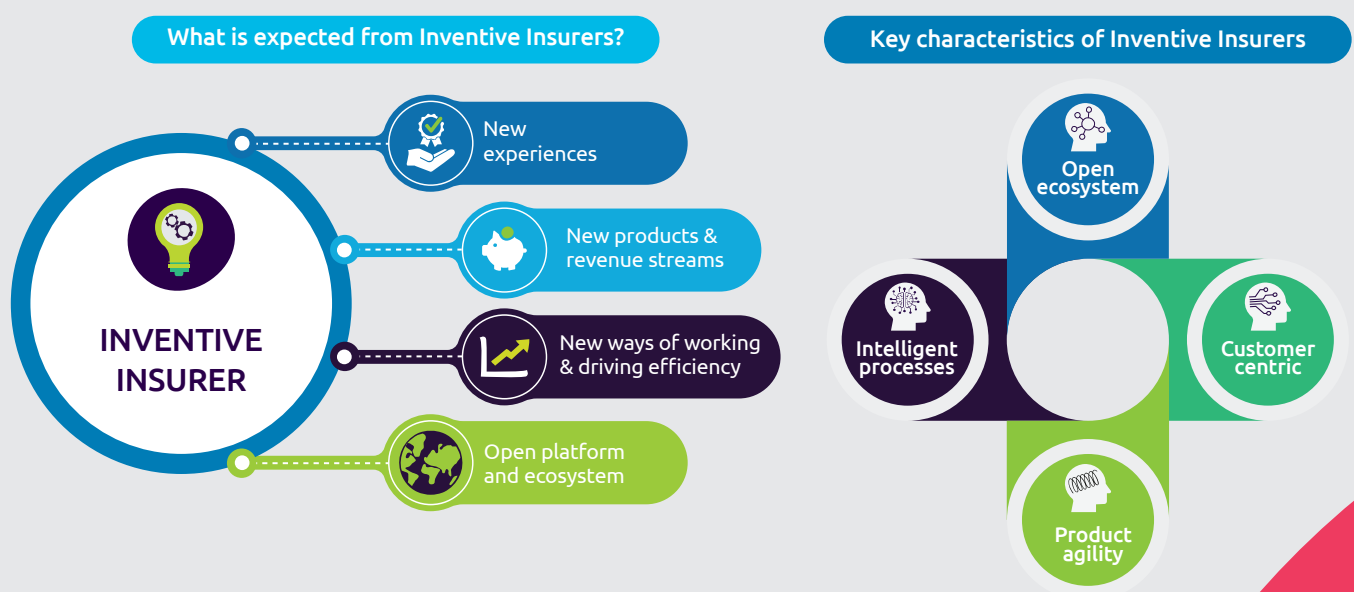 What is expected from Inventive Insurers?
INVENTIVE
INSURER
New
experiences
New products &
revenue streams
New ways of working
& driving efficiency
Open platform
and ecosystem
Key characteristics of Inventive Insurers
Open
ecosystem
Intelligent
processes
Customer
centric
Product
agility